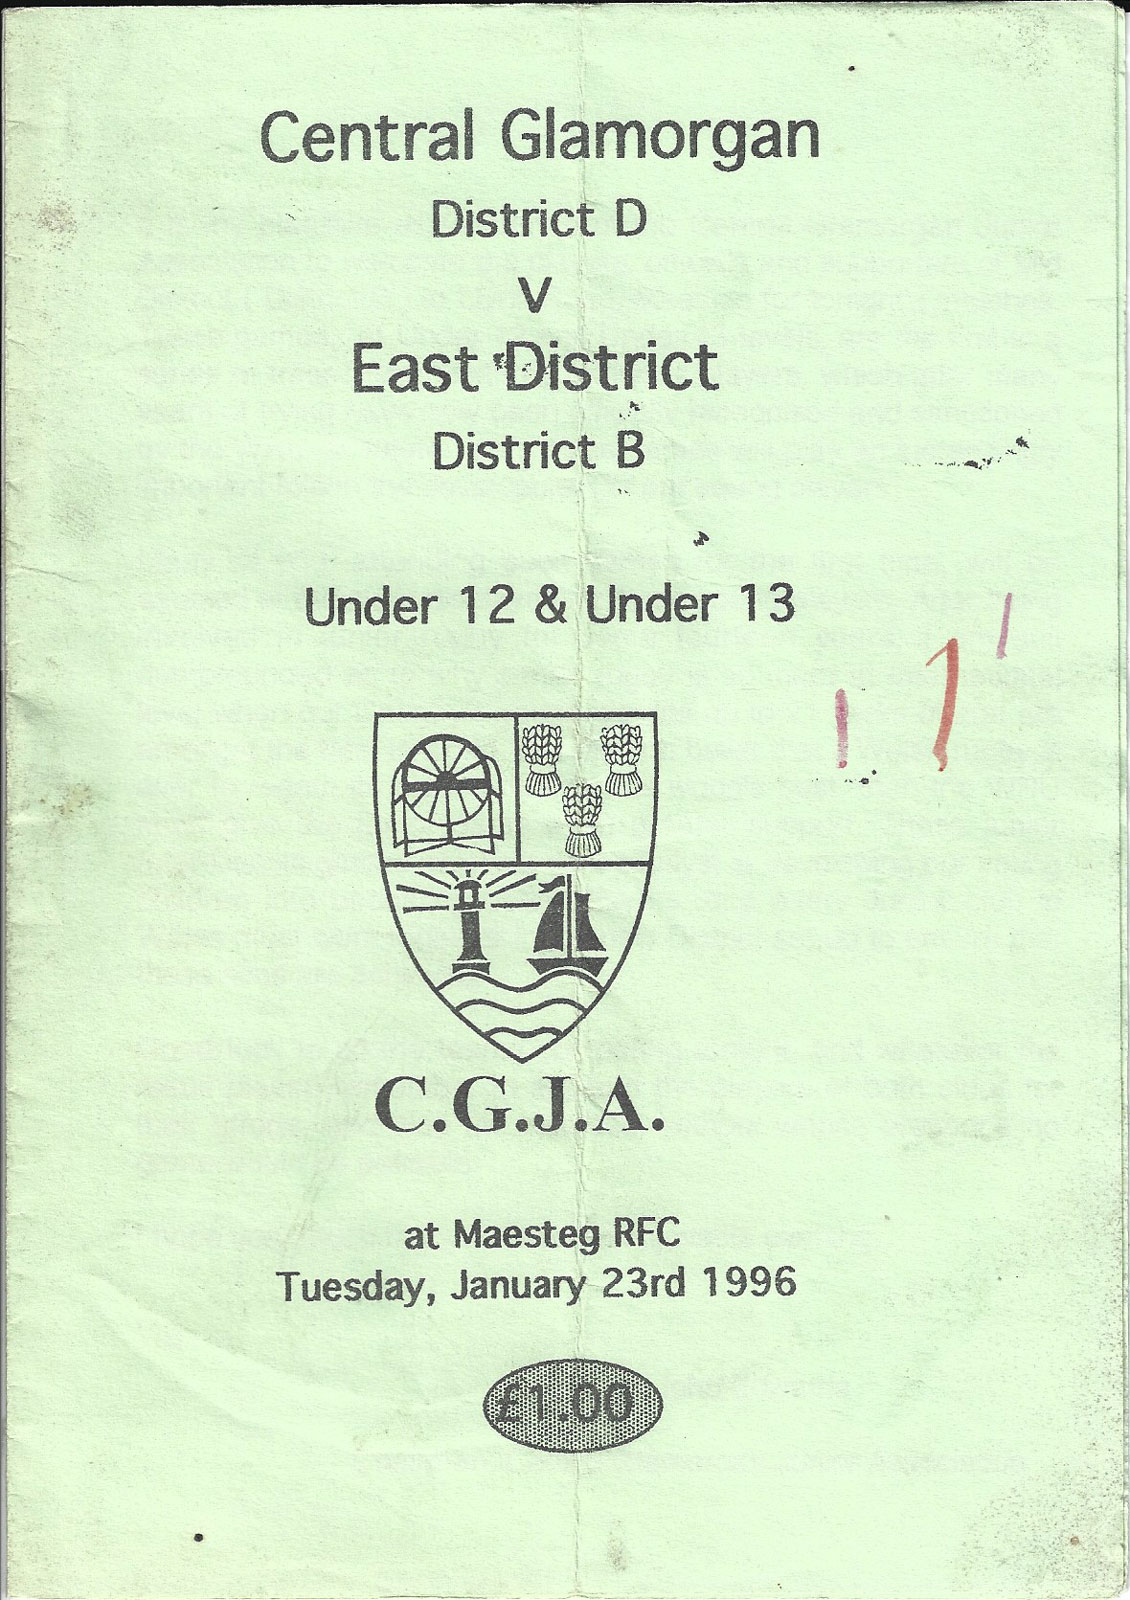 Central Glamorgan
District D
v
East District
District B
Under 12 & Under 13
C.G.J.A.
at Maesteg RFC
Tuesday, January 23rd 1996
£1.00